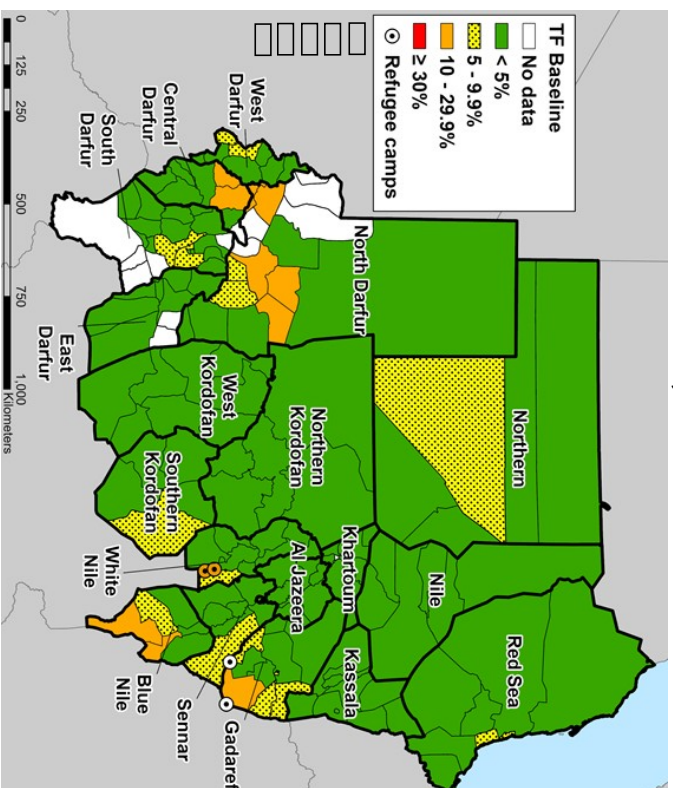 TF Baseline
No data
< 5%
5 - 9.9%
10 - 29.9%
≥ 30%
Refugee camps
Northern
Red Sea
Nile
North Darfur
Northern
Kordofan
Khartoum
Kassala
Al Jazeera
West
Darfur
Central
Darfur
South
Darfur
East
Darfur
West
Kordofan
Southern
Kordofan
White
Nile
Blue
Nile
Sennar
Gadaref
0 125 250 500 750 1,000
Kilometers